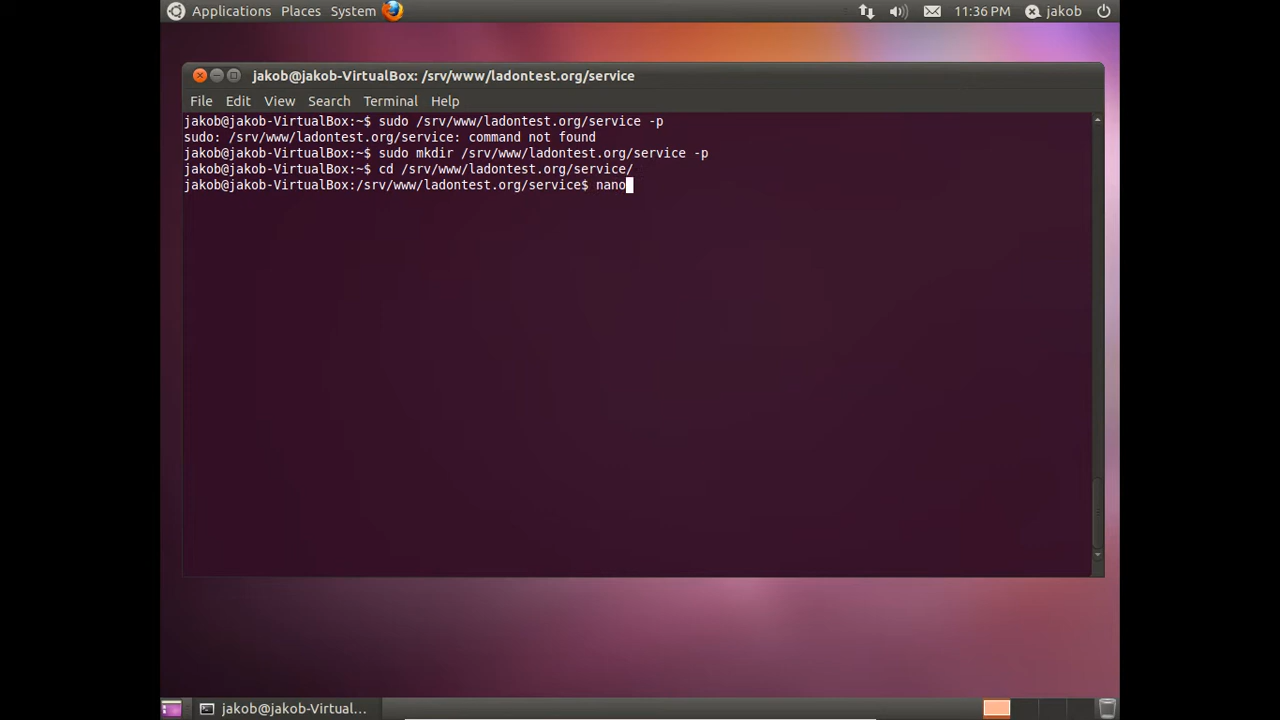 Applications Places System 11:36 PM jakob
jakob@jakob-VirtualBox: /srv/www/ladontest.org/service
File Edit View Search Terminal Help
jakob@jakob-VirtualBox:~$ sudo /srv/www/ladontest.org/service -p
sudo: /srv/www/ladontest.org/service: command not found
jakob@jakob-VirtualBox:~$ sudo mkdir /srv/www/ladontest.org/service -p
jakob@jakob-VirtualBox:~$ cd /srv/www/ladontest.org/service/
jakob@jakob-VirtualBox:/srv/www/ladontest.org/service$ nano
jakob@jakob-Virtual...